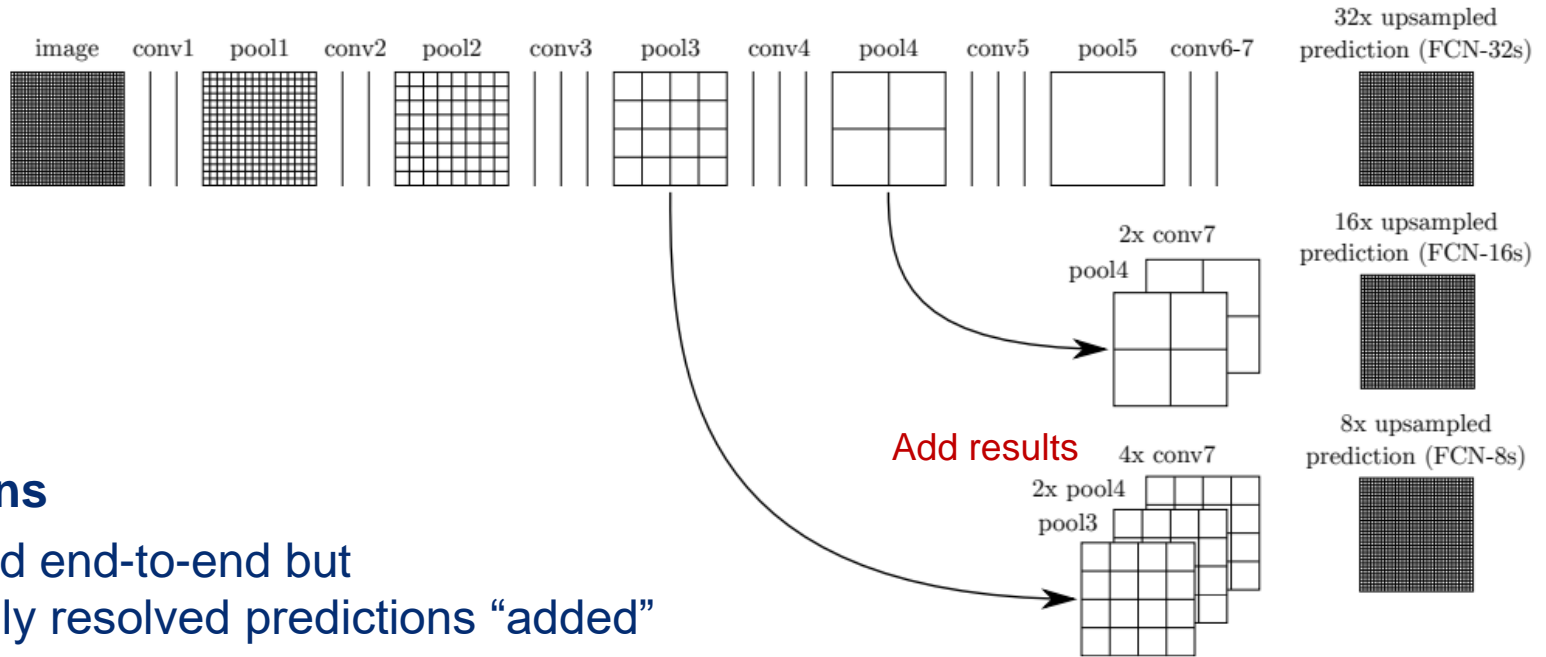 image conv1 pool1 conv2 pool2 conv3 pool3 conv4 pool4 conv5 pool5 conv6-7
32x upsampled
prediction (FCN-32s)
2x conv7
pool4
16x upsampled
prediction (FCN-16s)
Add results
4x conv7
2x pool4
pool3
8x upsampled
prediction (FCN-8s)
ns
d end-to-end but
ly resolved predictions “added”